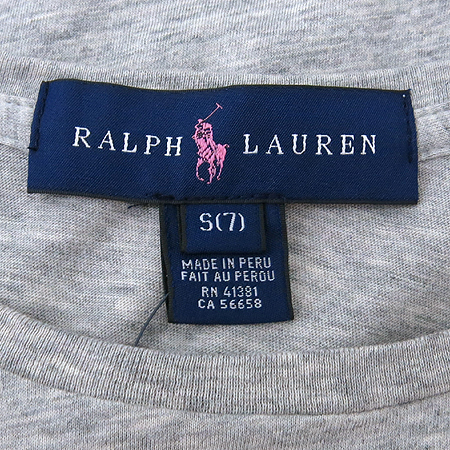 RALPH LAUREN
S(7)
MADE IN PERU
FAIT AU PEROU
RN 41381
CA 56658